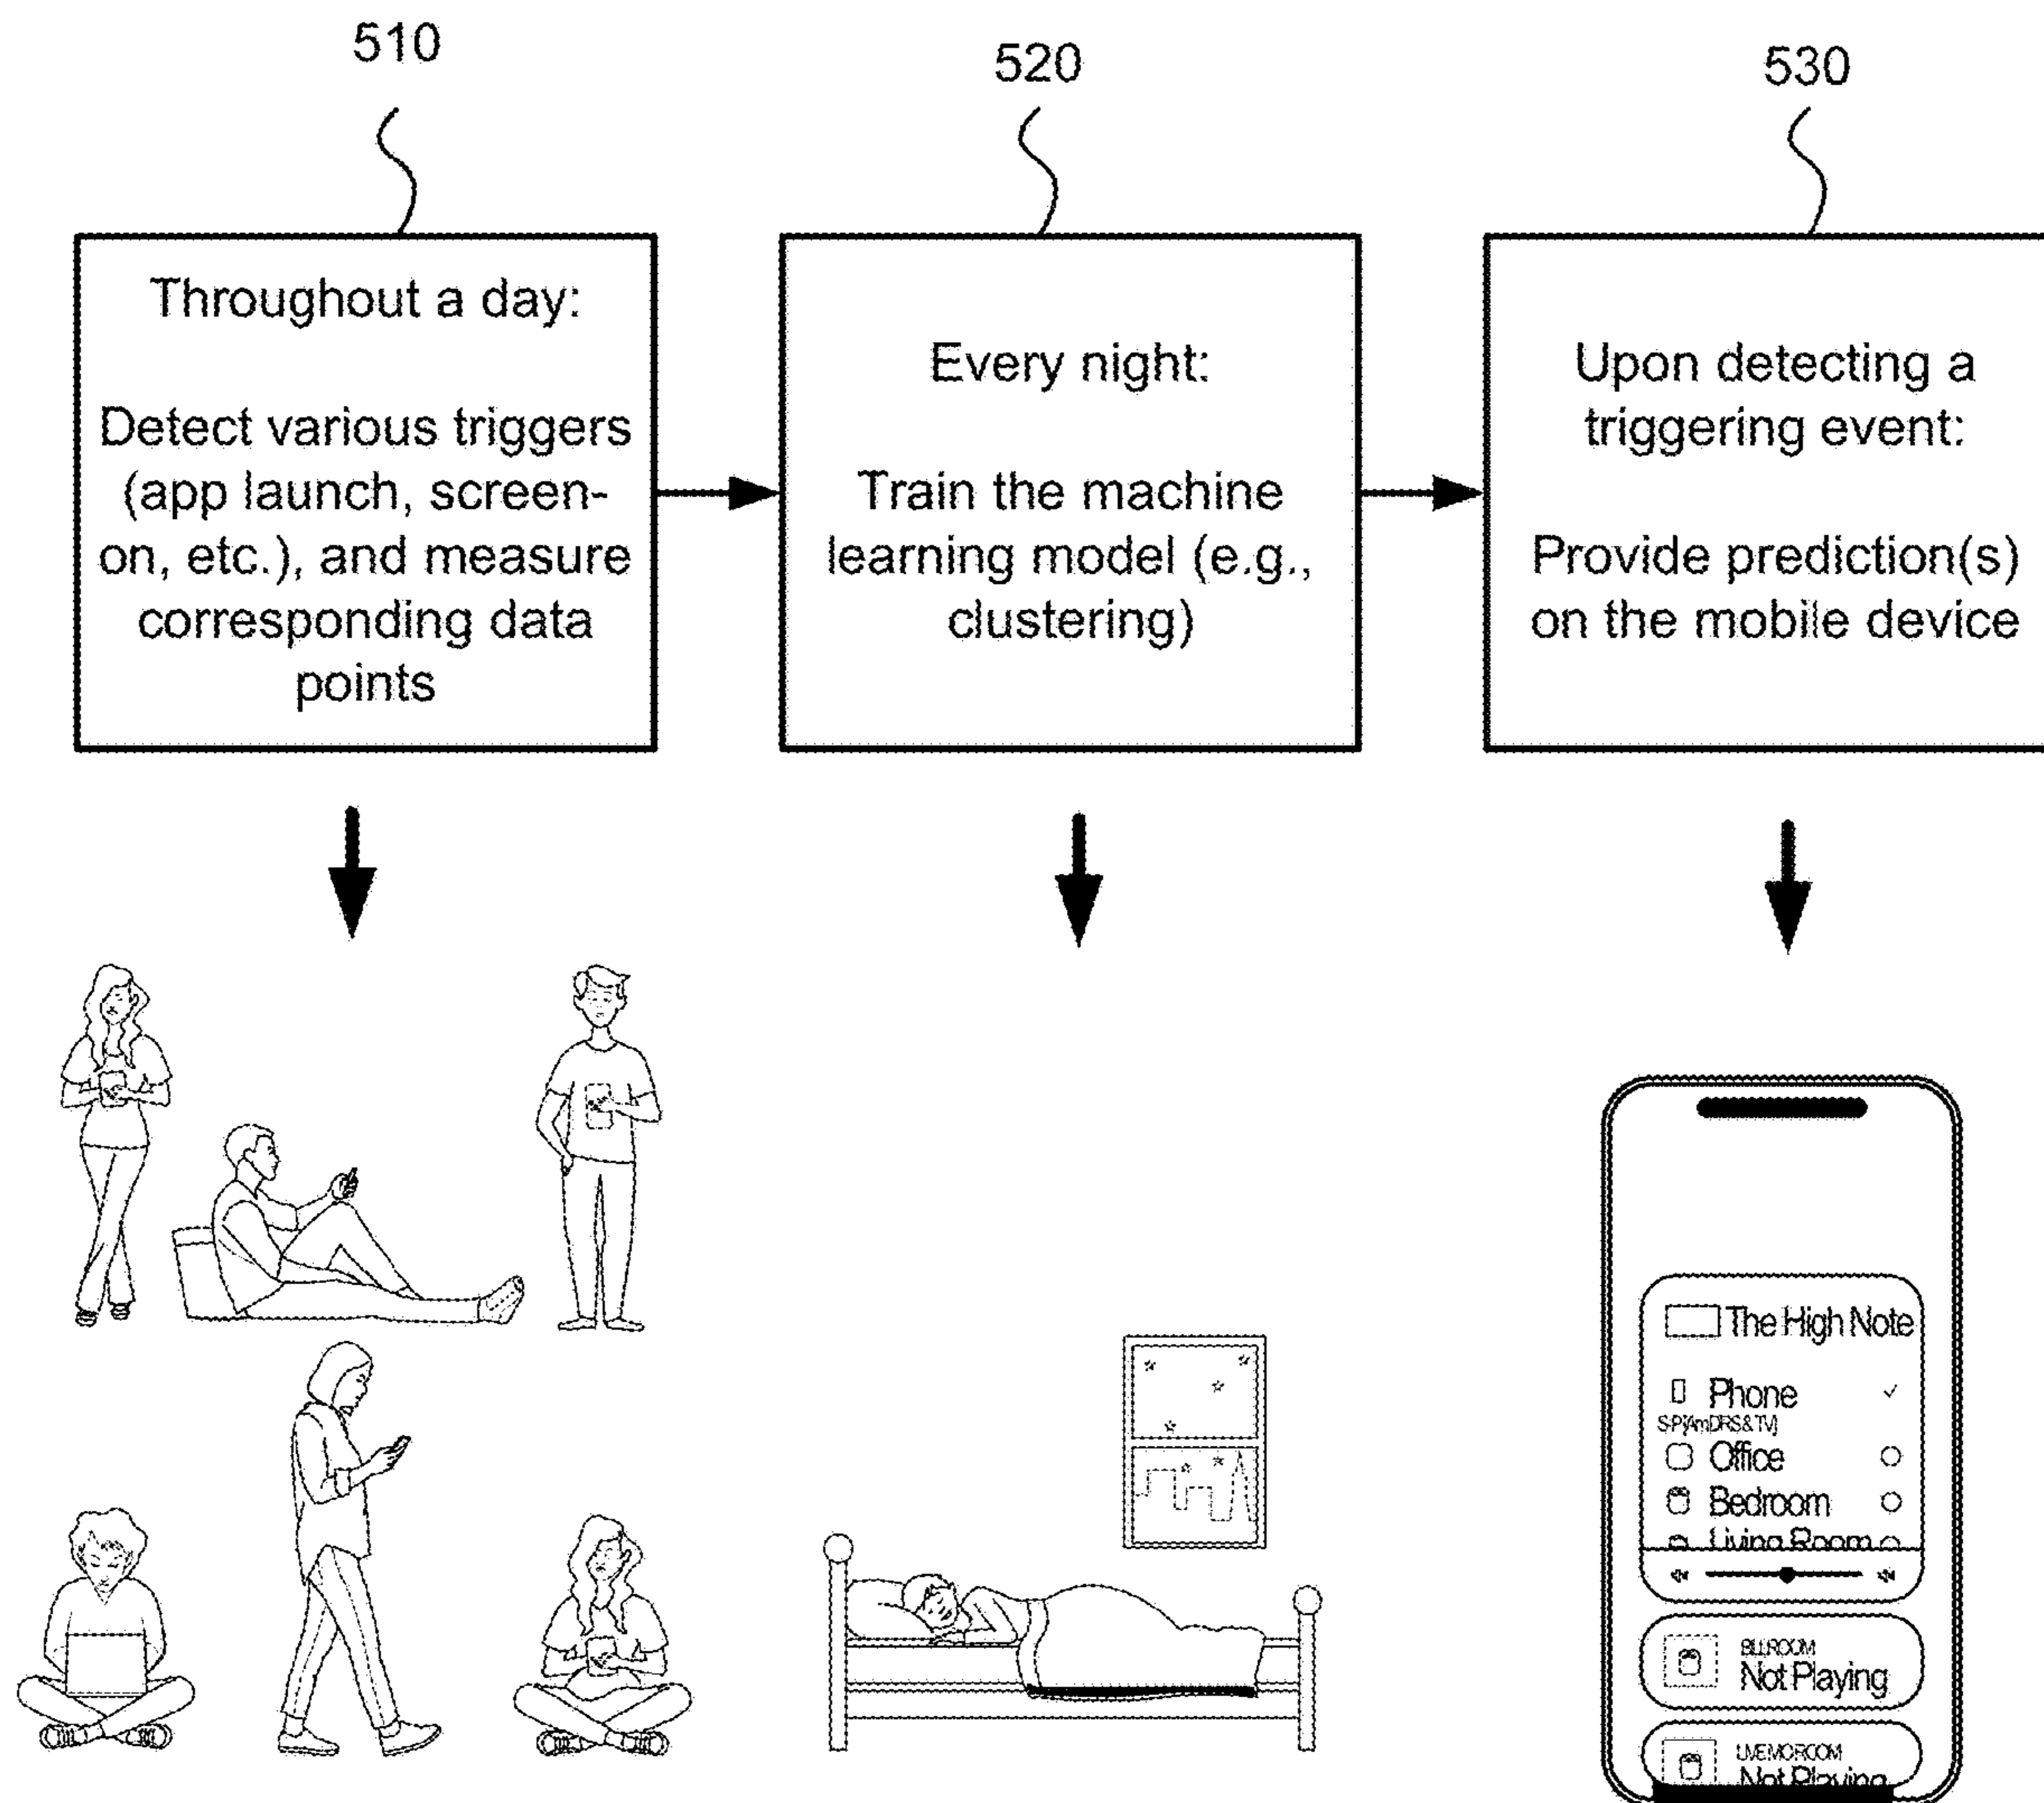 510
520
530
Throughout a day:
Detect various triggers
(app launch, screen-
on, etc.), and measure
corresponding data
points
Every night:
Train the machine
learning model (e.g.,
clustering)
Upon detecting a
triggering event:
Provide prediction(s)
on the mobile device
The High Note
Phone
Office
Bedroom
Living Room
Not Playing
Not Playing